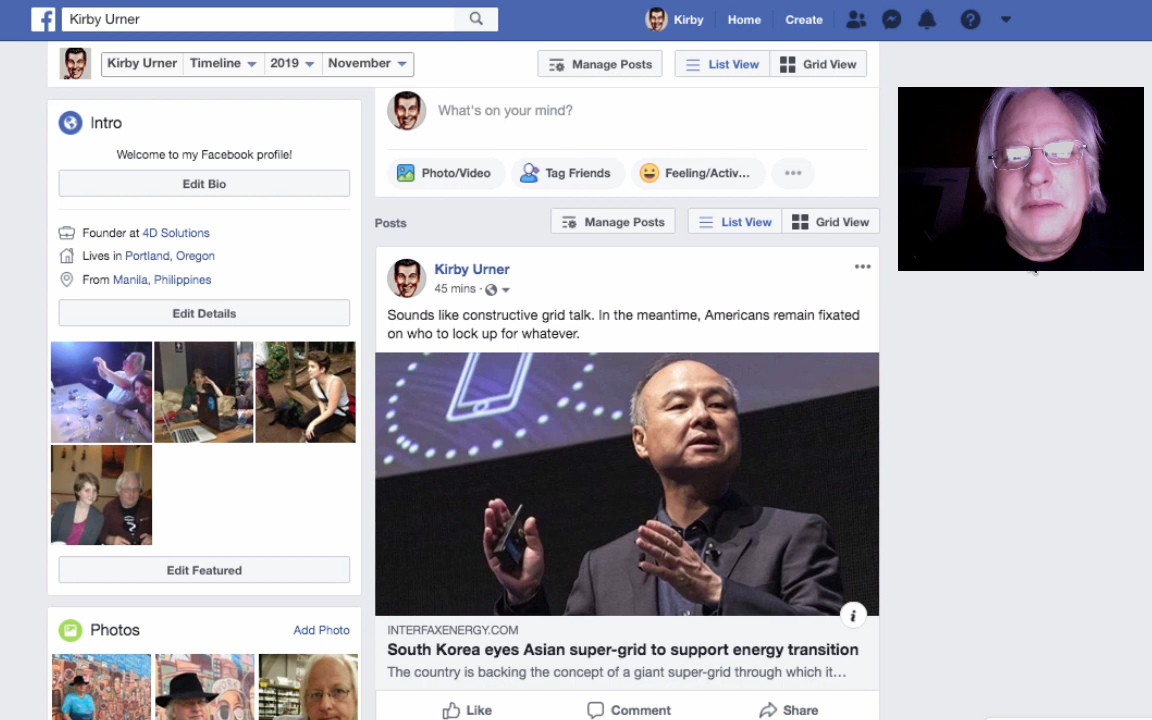 Kirby Urner
Kirby
Home
Create
Kirby Urner
Timeline
2019
November
Manage Posts
List View
Grid View
Intro
Welcome to my Facebook profile!
Edit Bio
Founder at 4D Solutions
Lives in Portland, Oregon
From Manila, Philippines
Edit Details
Edit Featured
Photos
Add Photo
What's on your mind?
Photo/Video
Tag Friends
Feeling/Activ...
Posts
Manage Posts
List View
Grid View
Kirby Urner
45 mins ·
Sounds like constructive grid talk. In the meantime, Americans remain fixated
on who to lock up for whatever.
INTERFAXENERGY.COM
South Korea eyes Asian super-grid to support energy transition
The country is backing the concept of a giant super-grid through which it...
Like
Comment
Share